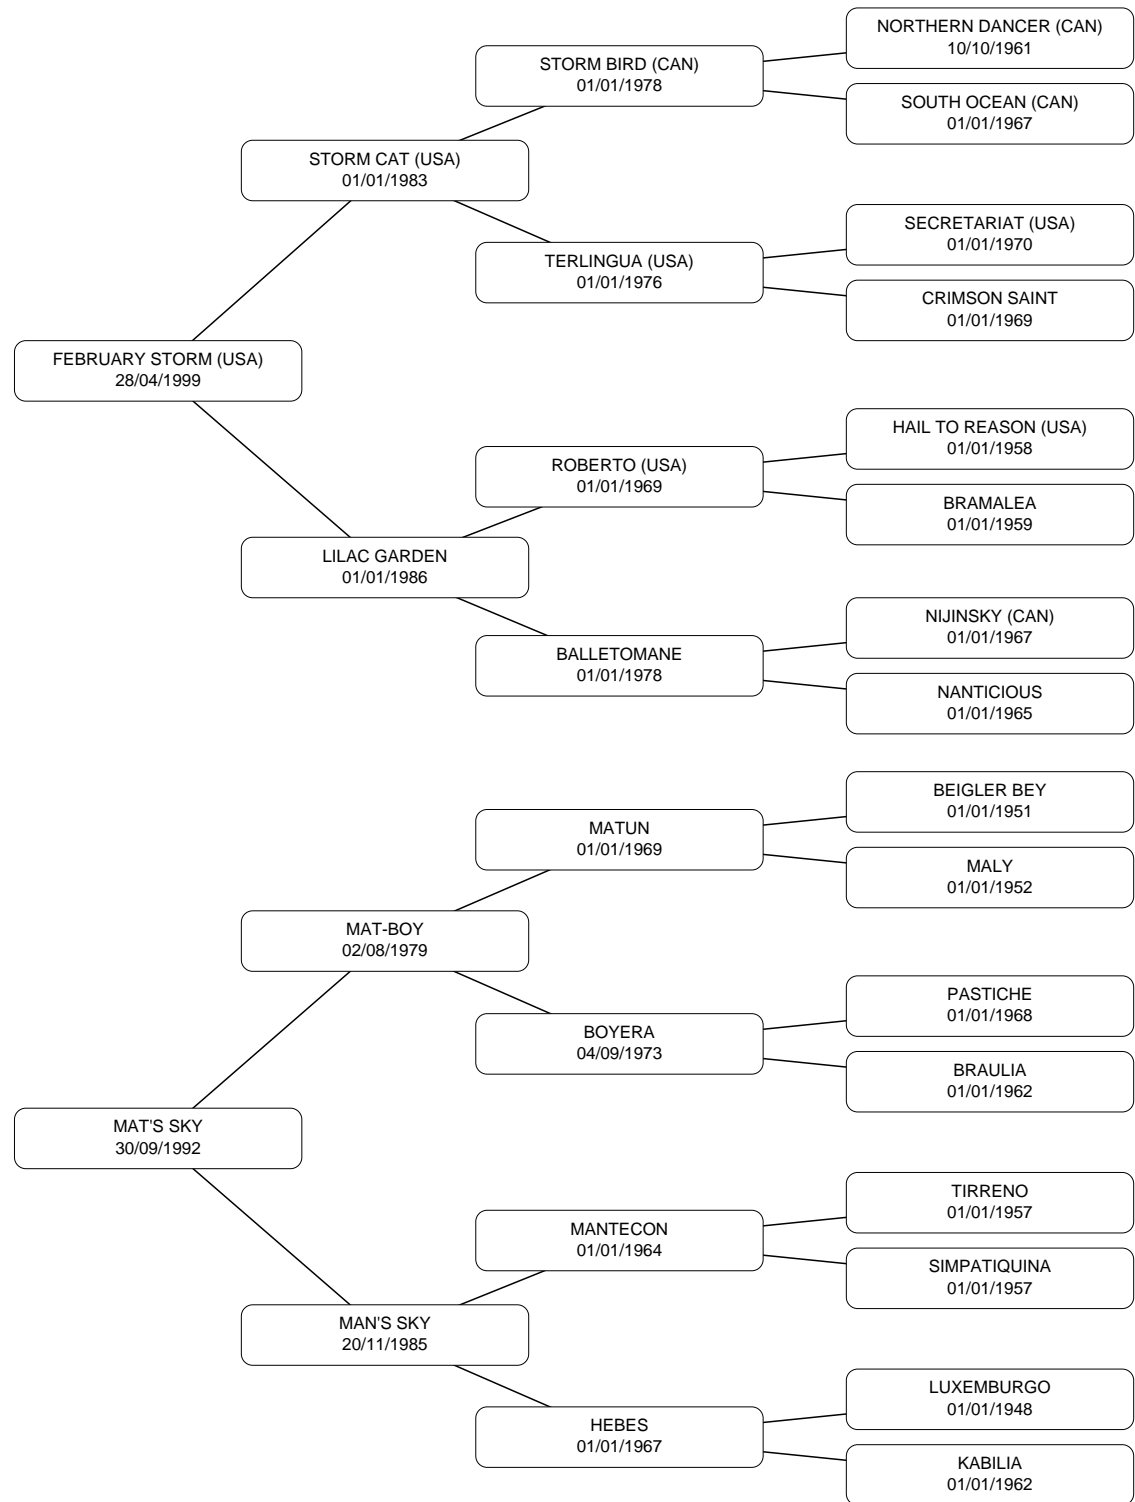 NORTHERN DANCER (CAN)
10/10/1961
STORM BIRD (CAN)
01/01/1978
SOUTH OCEAN (CAN)
01/01/1967
STORM CAT (USA)
01/01/1983
SECRETARIAT (USA)
01/01/1970
TERLINGUA (USA)
01/01/1976
CRIMSON SAINT
01/01/1969
FEBRUARY STORM (USA)
28/04/1999
HAIL TO REASON (USA)
01/01/1958
ROBERTO (USA)
01/01/1969
BRAMALEA
01/01/1959
LILAC GARDEN
01/01/1986
NIJINSKY (CAN)
01/01/1967
BALLETOMANE
01/01/1978
NANTICIOUS
01/01/1965
BEIGLER BEY
01/01/1951
MATUN
01/01/1969
MALY
01/01/1952
MAT-BOY
02/08/1979
PASTICHE
01/01/1968
BOYERA
04/09/1973
BRAULIA
01/01/1962
MAT'S SKY
30/09/1992
TIRRENO
01/01/1957
MANTECON
01/01/1964
SIMPATIQUINA
01/01/1957
MAN'S SKY
20/11/1985
LUXEMBURGO
01/01/1948
HEBES
01/01/1967
KABILIA
01/01/1962